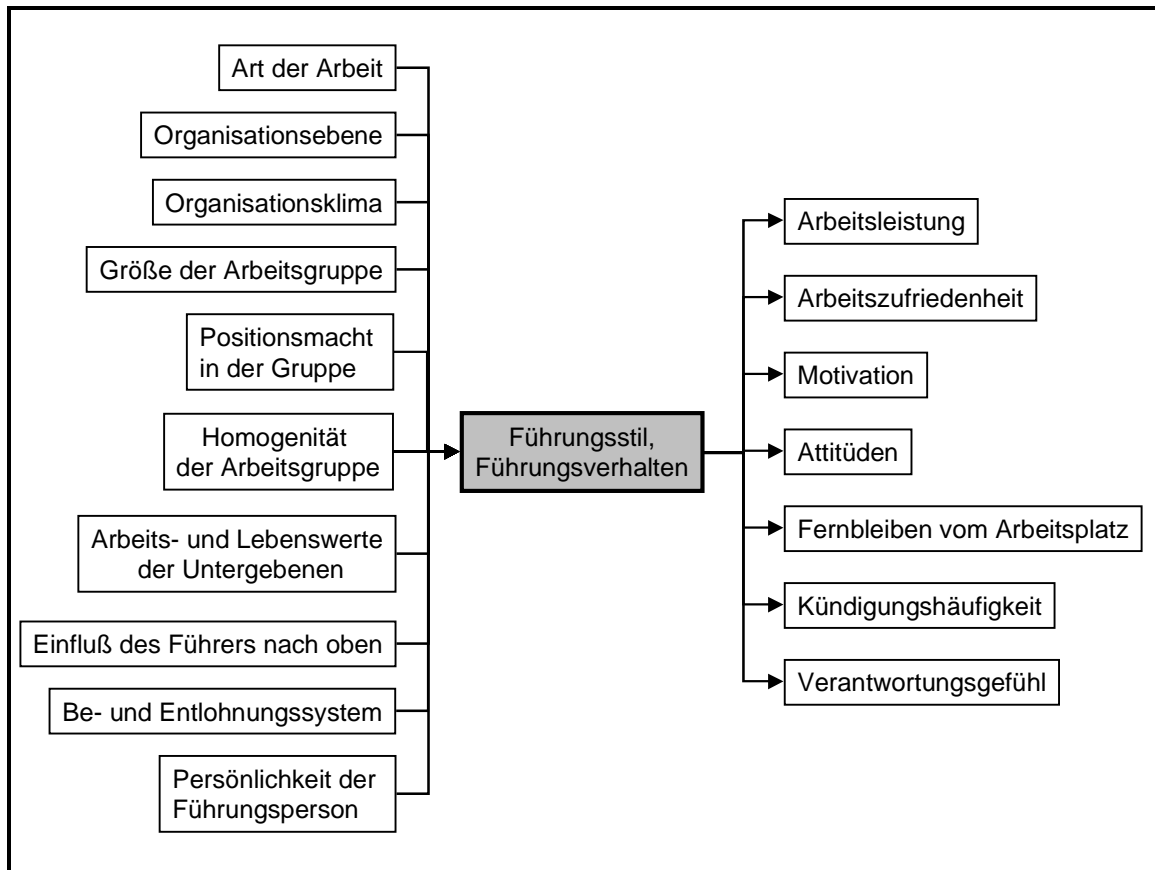 Art der Arbeit
Organisationsebene
Organisationsklima
Größe der Arbeitsgruppe
Positionsmacht
in der Gruppe
Homogenität
der Arbeitsgruppe
Arbeits- und Lebenswerte
der Untergebenen
Einfluß des Führers nach oben
Be- und Entlohnungssystem
Persönlichkeit der
Führungsperson
Führungsstil,
Führungsverhalten
Arbeitsleistung
Arbeitszufriedenheit
Motivation
Attitüden
Fernbleiben vom Arbeitsplatz
Kündigungshäufigkeit
Verantwortungsgefühl